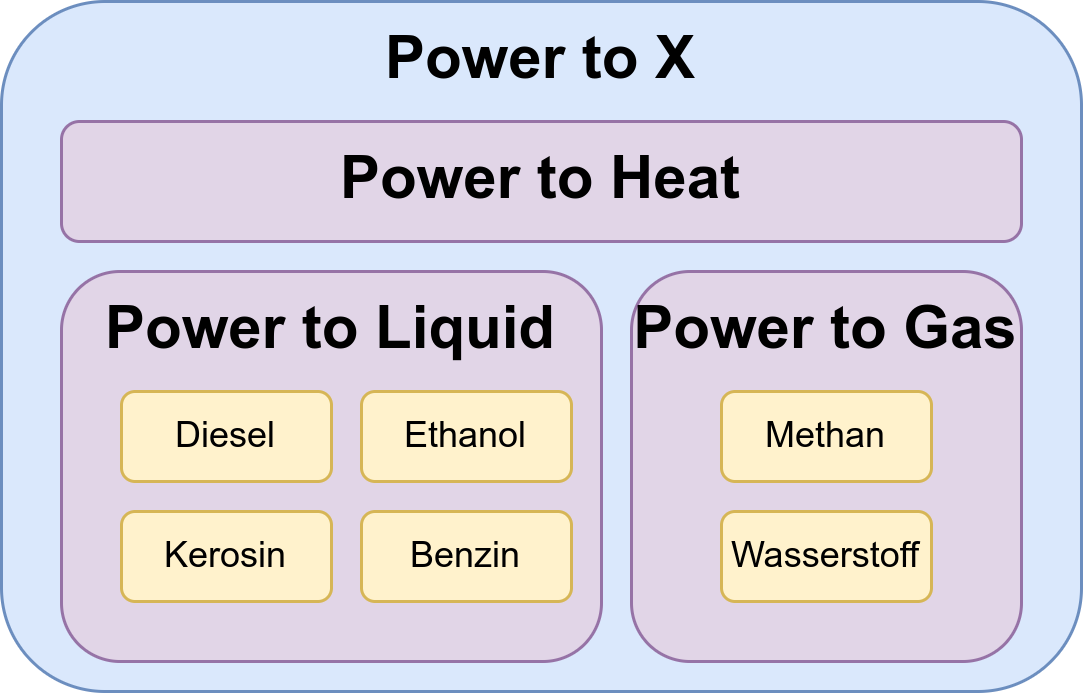 Power to X
Power to Heat
Power to Liquid
Diesel
Ethanol
Kerosin
Benzin
Power to Gas
Methan
Wasserstoff